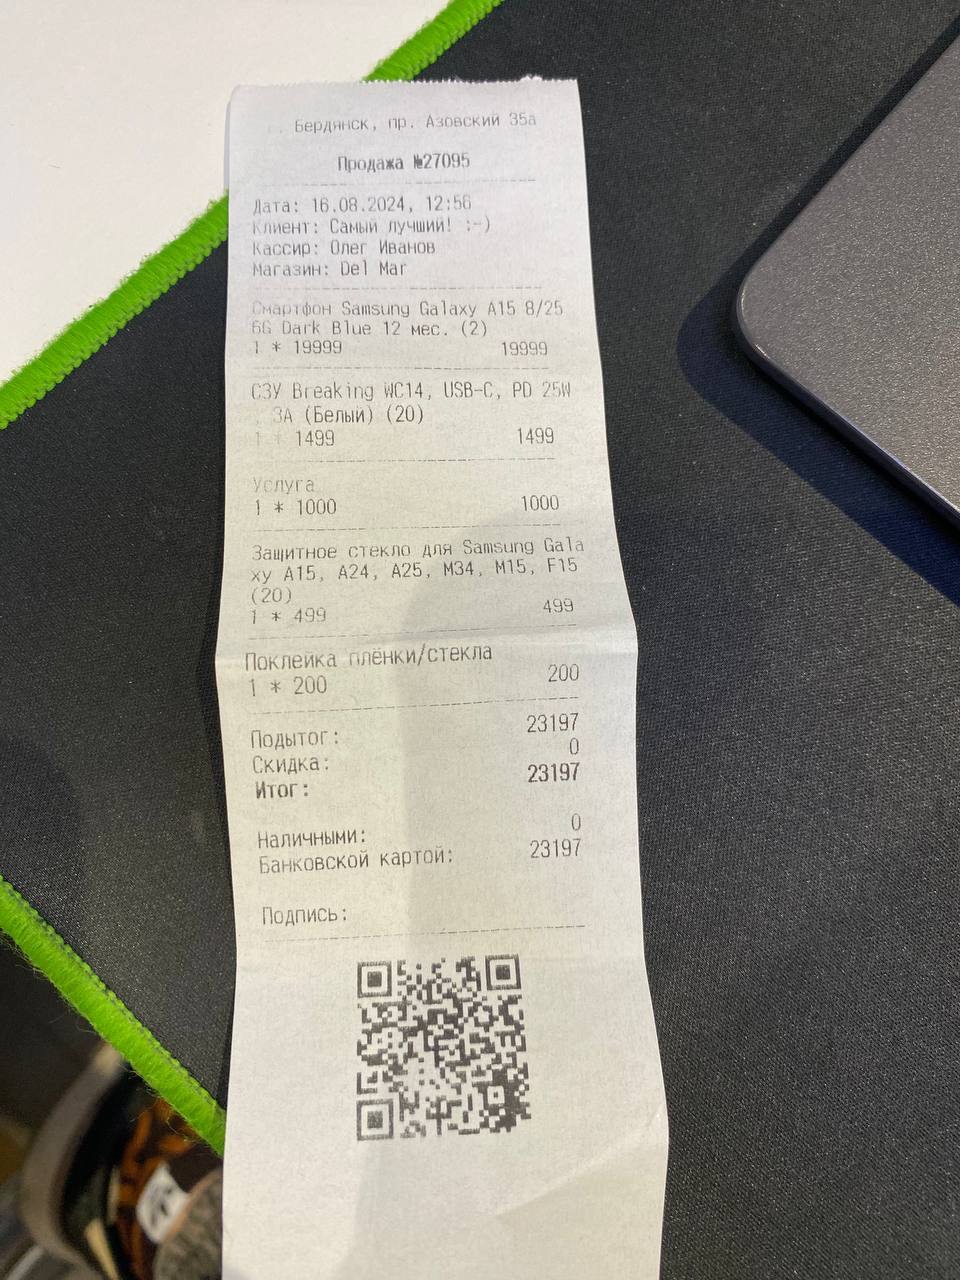 Бердянск, пр. Азовский 35а
Продажа №27095
Дата: 16.08.2024, 12:56
Клиент: Самый лучший! :-)
Кассир: Олег Иванов
Магазин: Del Mar
Смартфон Samsung Galaxy A15 8/25
6G Dark Blue 12 мес. (2)
1 * 19999 19999
СЗУ Breaking WC14, USB-C, PD 25W
3A (Белый) (20)
1 * 1499 1499
Услуга
1 * 1000 1000
Защитное стекло для Samsung Gala
xy A15, A24, A25, M34, M15, F15
(20)
1 * 499 499
Поклейка плёнки/стекла
1 * 200 200
Подытог: 23197
Скидка: 0
Итог: 23197
Наличными: 0
Банковской картой: 23197
Подпись: